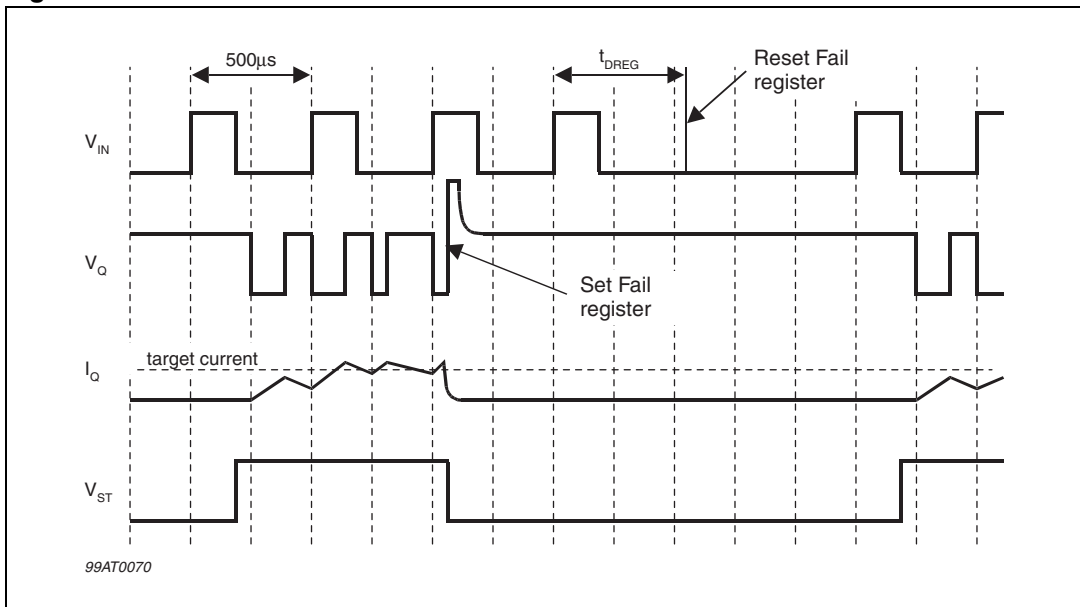 500µs
tDREG
Reset Fail
register
VIN
VQ
Set Fail
register
target current
IQ
VST
99AT0070